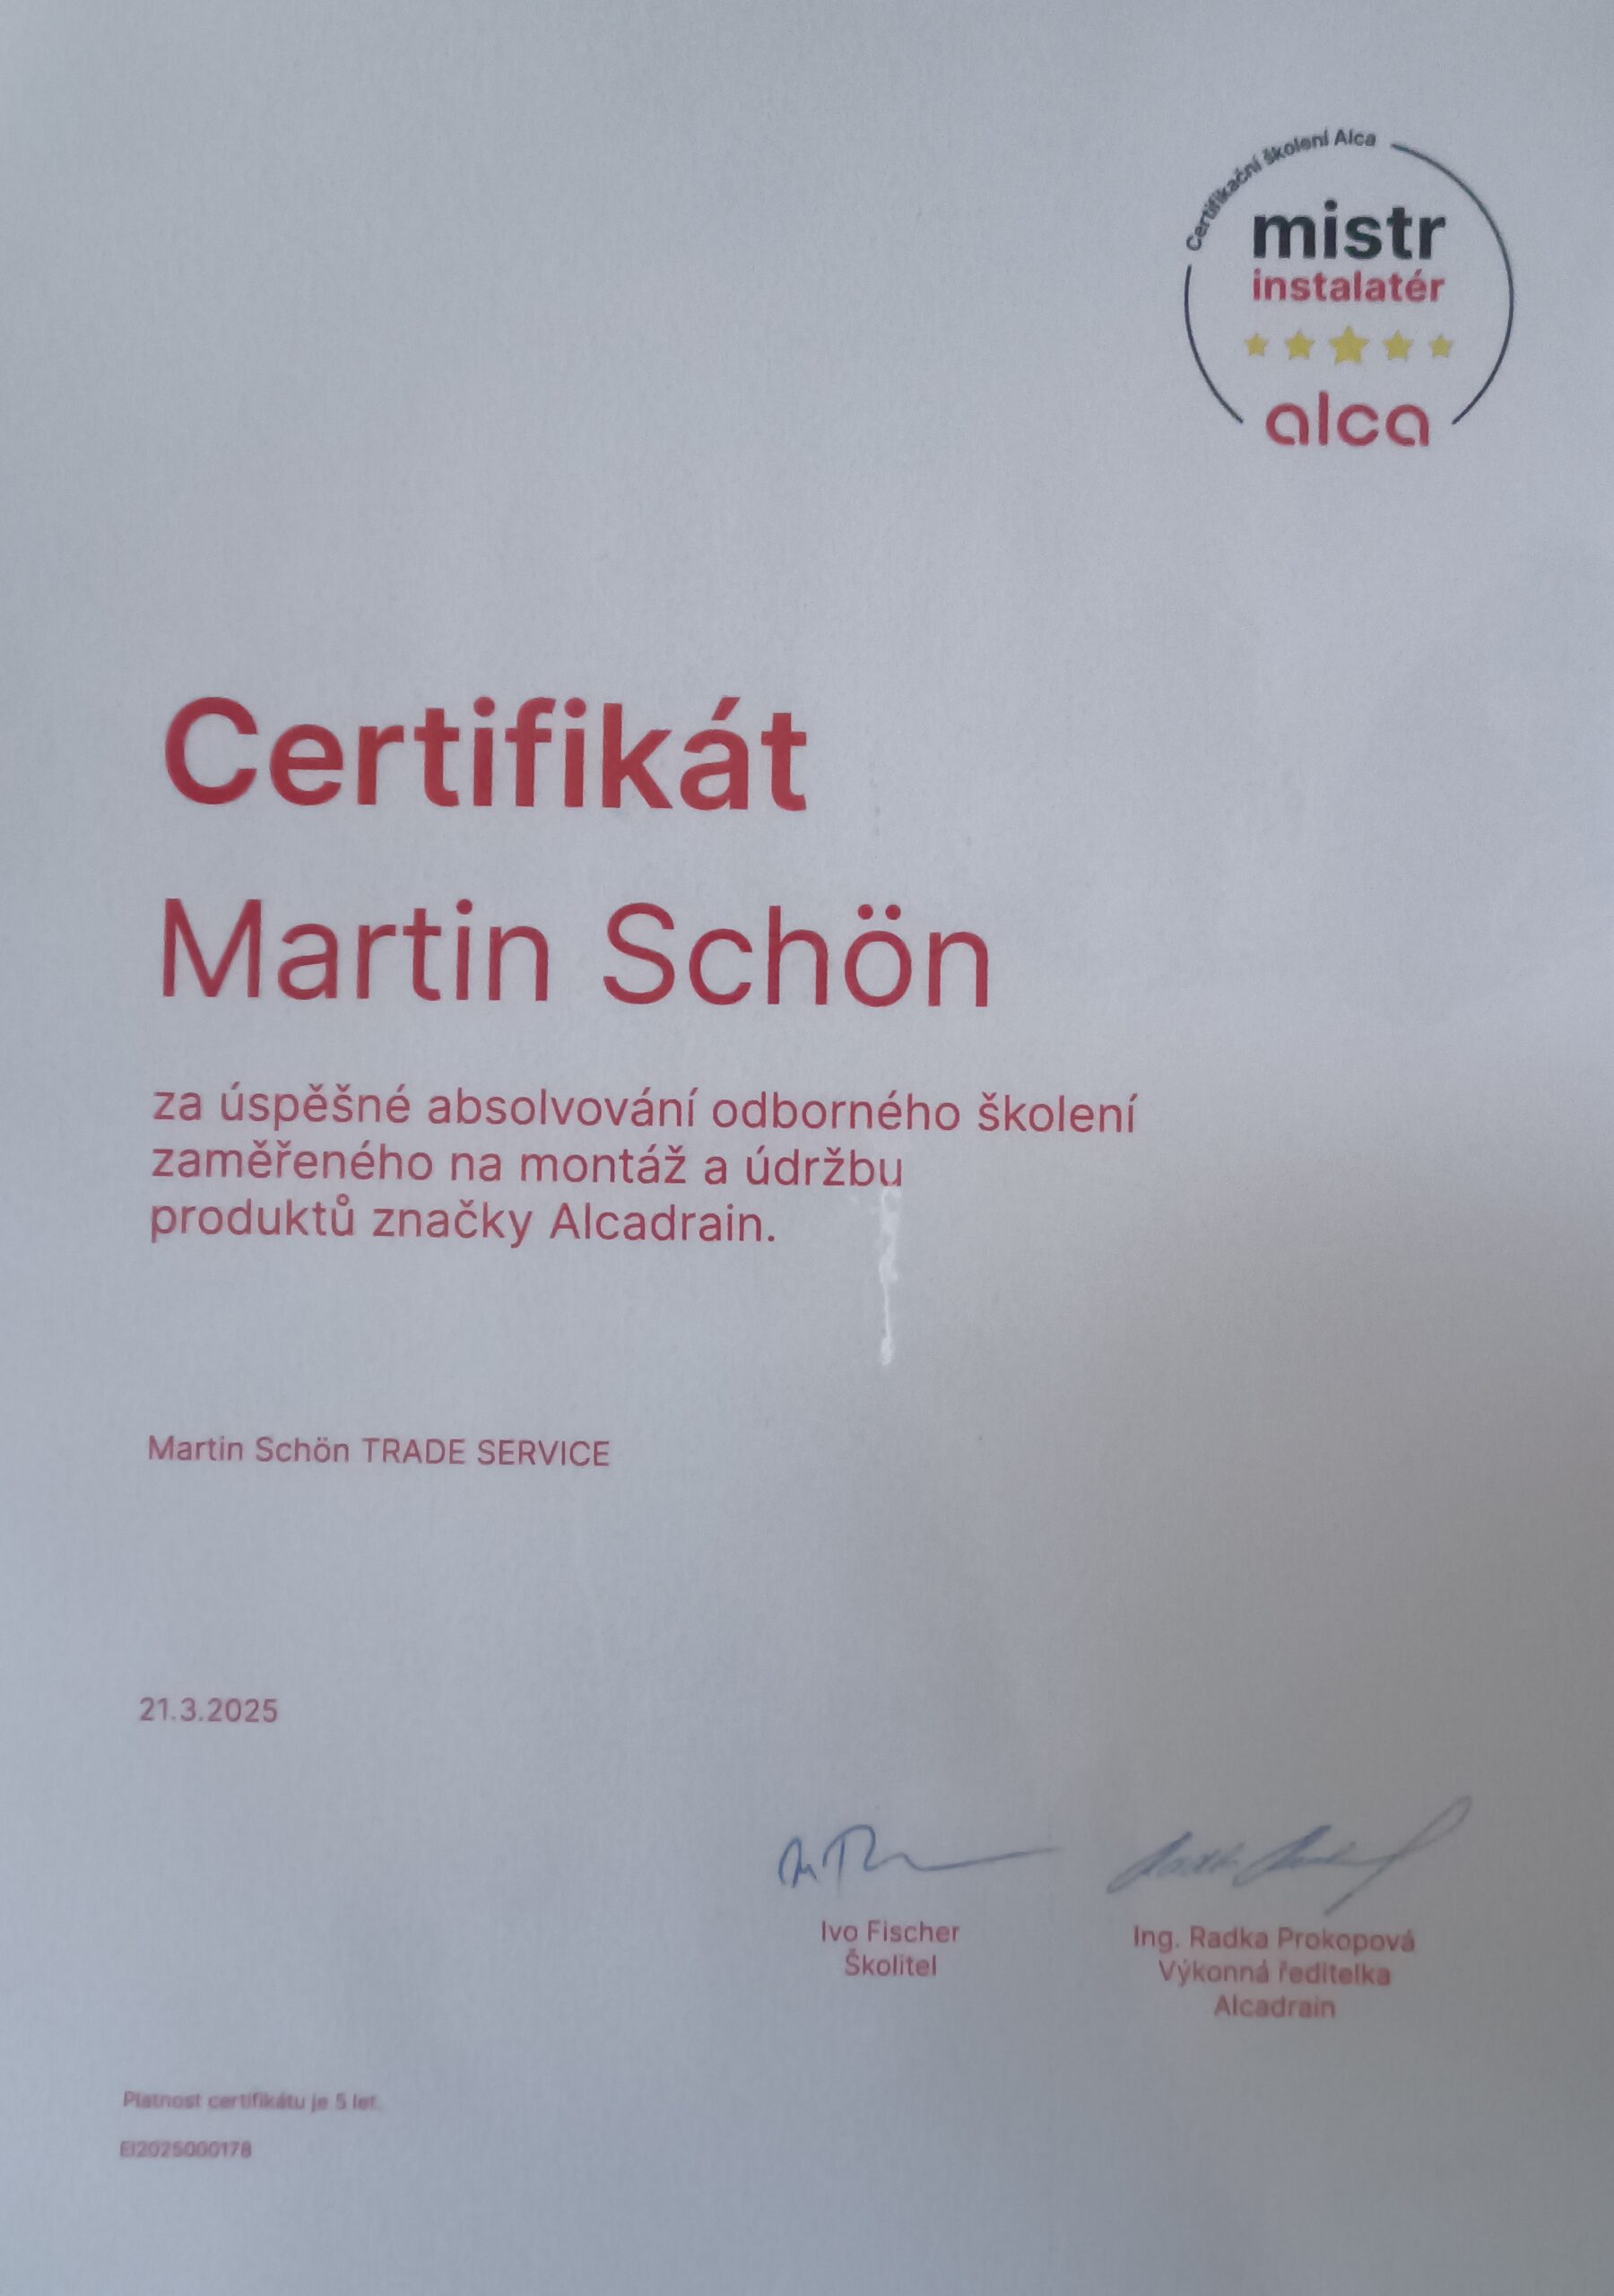 Certifikační školení Alca
mistr
instalatér
alca
Certifikát
Martin Schön
za úspěšné absolvování odborného školení
zaměřeného na montáž a údržbu
produktů značky Alcadrain.
Martin Schön TRADE SERVICE
21.3.2025
Ivo Fischer
Školitel
Ing. Radka Prokopová
Výkonná ředitelka
Alcadrain
Platnost certifikátu je 5 let.
EI2025000178